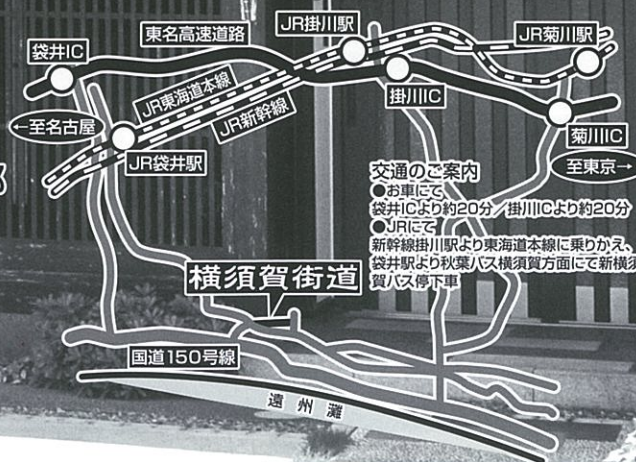 JR掛川駅
JR菊川駅
東名高速道路
袋井IC
JR東海道本線
JR新幹線
掛川IC
←至名古屋
菊川IC
JR袋井駅
至東京→
交通のご案内
●お車にて
袋井ICより約20分/掛川ICより約20分
●JRにて
新幹線掛川駅より東海道本線に乗りかえ、
袋井駅より秋葉バス横須賀方面にて新横須
賀バス停下車
横須賀街道
国道150号線
遠州灘